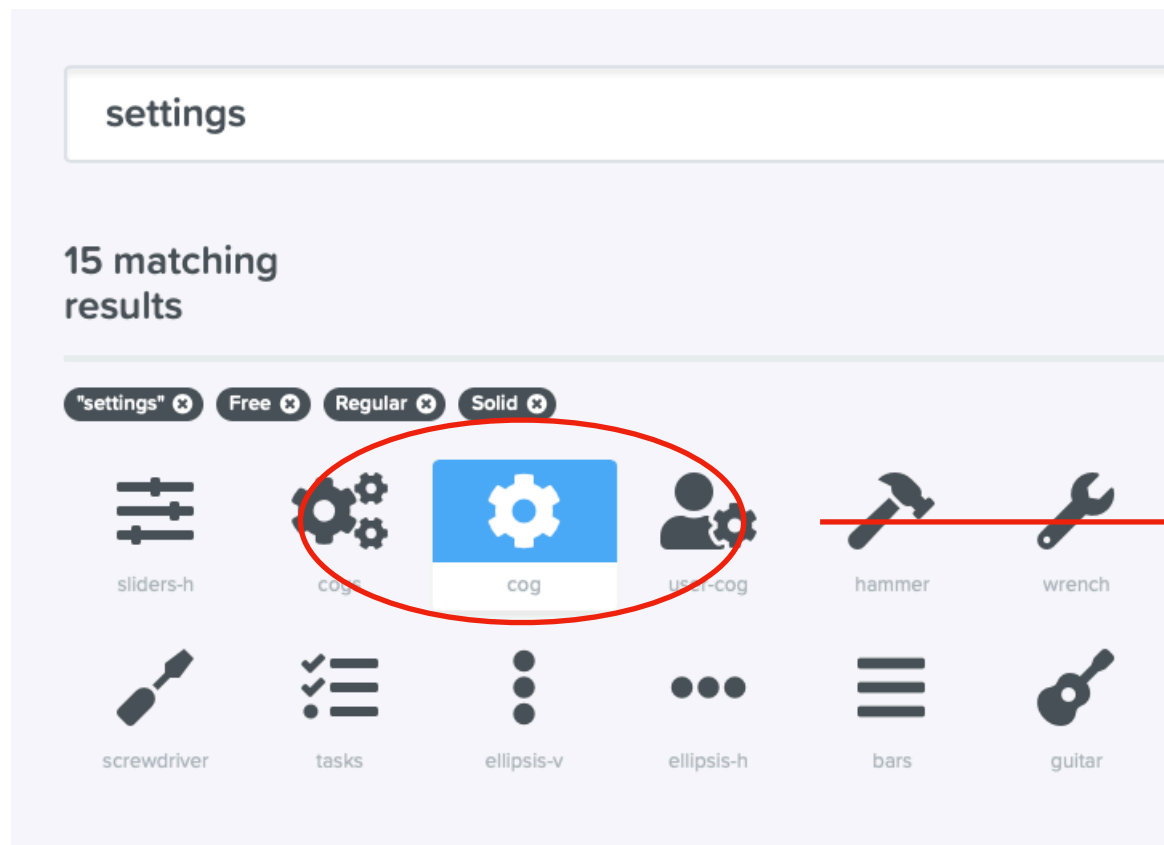 settings
15 matching
results
"settings" Free Regular Solid
sliders-h cogs cog user-cog hammer wrench
screwdriver tasks ellipsis-v ellipsis-h bars guitar